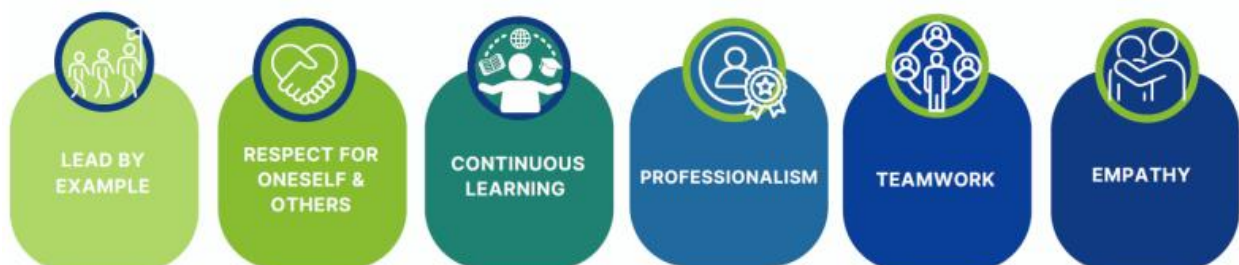 LEAD BY
EXAMPLE
RESPECT FOR
ONESELF &
OTHERS
CONTINUOUS
LEARNING
PROFESSIONALISM
TEAMWORK
EMPATHY